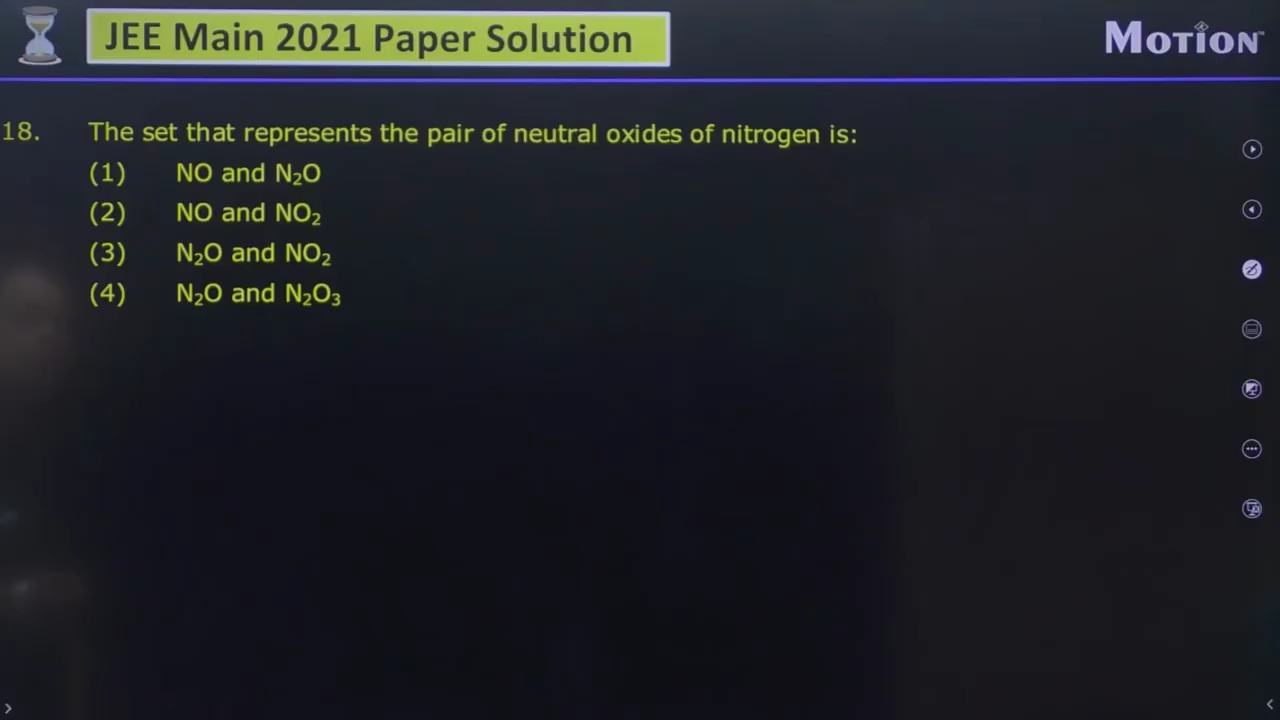 JEE Main 2021 Paper Solution
MOTION
18. The set that represents the pair of neutral oxides of nitrogen is:
(1) NO and N₂O
(2) NO and NO₂
(3) N₂O and NO₂
(4) N₂O and N₂O₃